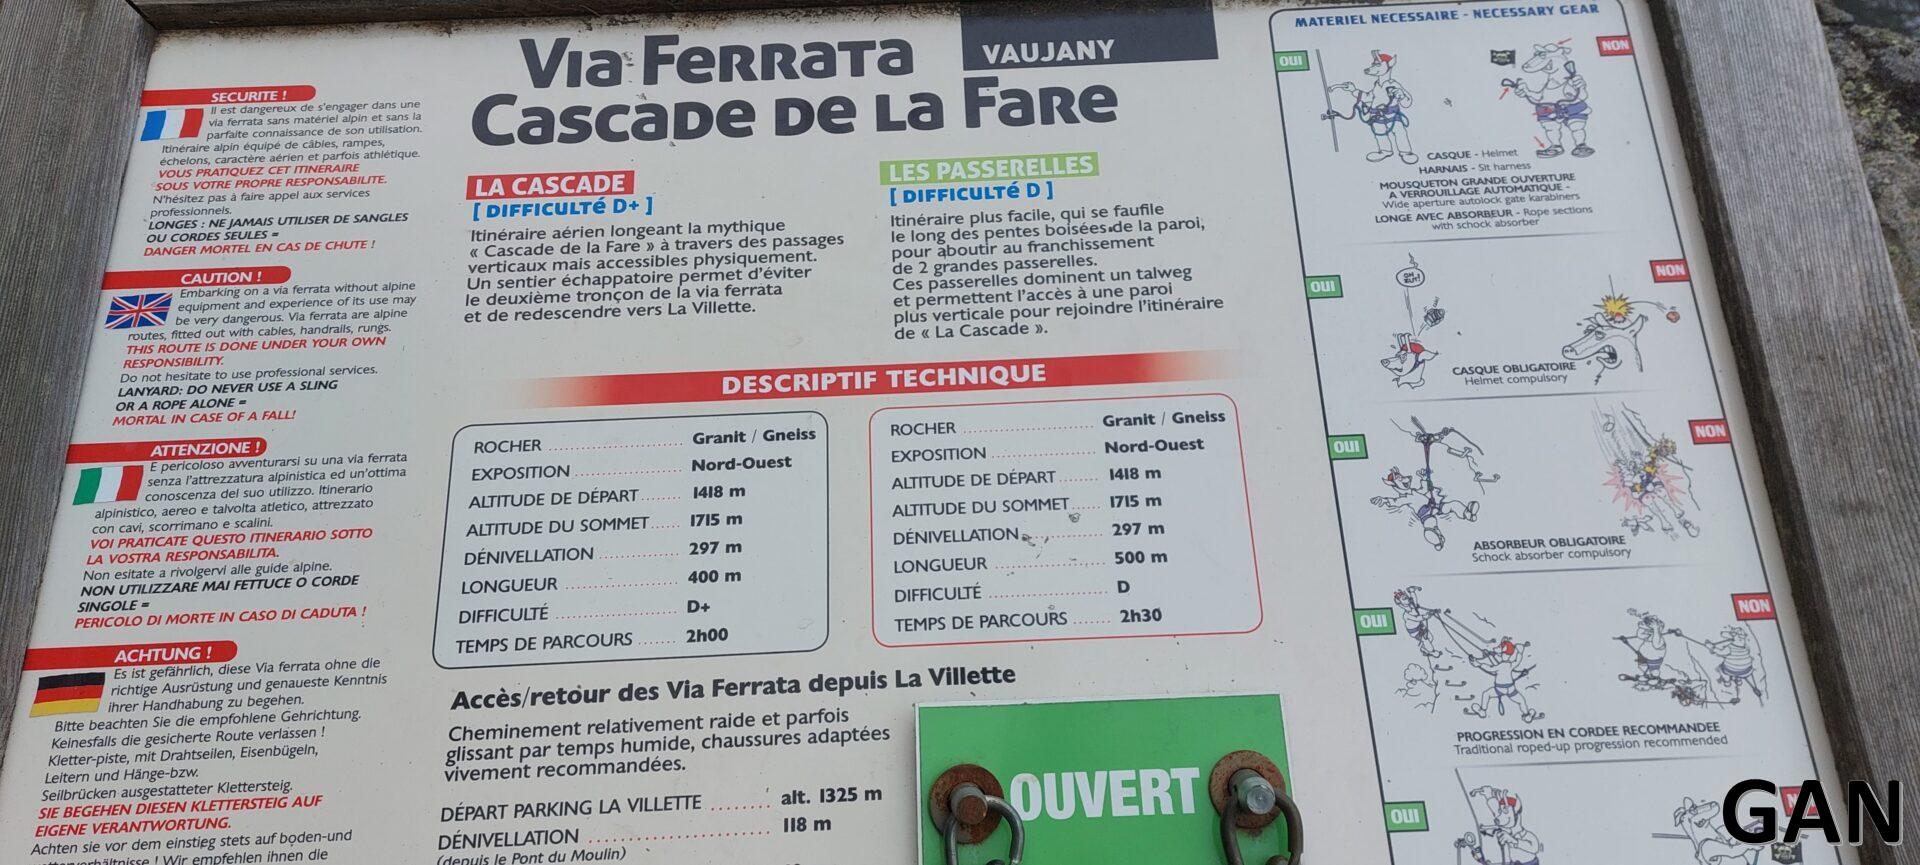 Via Ferrata
VAUJANY
Cascade de la Fare
SECURITE !
Il est dangereux de s'engager dans une
via ferrata sans matériel alpin et sans la
parfaite connaissance de son utilisation.
Itinéraire alpin équipé de câbles, rampes,
échelons, caractère aérien et parfois athlétique.
VOUS PRATIQUEZ CET ITINERAIRE
SOUS VOTRE PROPRE RESPONSABILITE.
N'hésitez pas à faire appel aux services
professionnels.
LONGES : NE JAMAIS UTILISER DE SANGLES
OU CORDES SEULES =
DANGER MORTEL EN CAS DE CHUTE !
CAUTION !
Embarking on a via ferrata without alpine
equipment and experience of its use may
be very dangerous. Via ferrata are alpine
routes, fitted out with cables, handrails, rungs.
THIS ROUTE IS DONE UNDER YOUR OWN
RESPONSIBILITY.
Do not hesitate to use professional services.
LANYARD: DO NEVER USE A SLING
OR A ROPE ALONE =
MORTAL IN CASE OF A FALL!
ATTENZIONE !
E pericoloso avventurarsi su una via ferrata
senza l'attrezzatura alpinistica ed un'ottima
conoscenza del suo utilizzo. Itinerario
alpinistico, aereo e talvolta atletico, attrezzato
con cavi, scorrimano e scalini.
VOI PRATICATE QUESTO ITINERARIO SOTTO
LA VOSTRA RESPONSABILITA.
Non esitate a rivolgervi alle guide alpine.
NON UTILIZZARE MAI FETTUCE O CORDE
SINGOLE =
PERICOLO DI MORTE IN CASO DI CADUTA !
ACHTUNG !
Es ist gefährlich, diese Via ferrata ohne die
richtige Ausrüstung und genaueste Kenntnis
ihrer Handhabung zu begehen.
Bitte beachten Sie die empfohlene Gehrichtung.
Keinesfalls die gesicherte Route verlassen !
Kletter-piste, mit Drahtseilen, Eisenbügeln,
Leitern und Hänge-bzw.
Seilbrücken ausgestatteter Klettersteig.
SIE BEGEHEN DIESEN KLETTERSTEIG AUF
EIGENE VERANTWORTUNG.
Achten sie vor dem einstieg stets auf boden-und
! Wir empfehlen ihnen die
LA CASCADE
[ DIFFICULTé D+ ]
Itinéraire aérien longeant la mythique
« Cascade de la Fare » à travers des passages
verticaux mais accessibles physiquement.
Un sentier échappatoire permet d'éviter
le deuxième tronçon de la via ferrata
et de redescendre vers La Villette.
LES PASSERELLES
[ DIFFICULTé D ]
Itinéraire plus facile, qui se faufile
le long des pentes boisées de la paroi,
pour aboutir au franchissement
de 2 grandes passerelles.
Ces passerelles dominent un talweg
et permettent l'accès à une paroi
plus verticale pour rejoindre l'itinéraire
de « La Cascade ».
DESCRIPTIF TECHNIQUE
ROCHER ........ Granit / Gneiss
EXPOSITION ........ Nord-Ouest
ALTITUDE DE DÉPART ........ 1418 m
ALTITUDE DU SOMMET ..... 1715 m
DÉNIVELLATION ........ 297 m
LONGUEUR ........ 400 m
DIFFICULTÉ ........ D+
TEMPS DE PARCOURS ....... 2h00
ROCHER ........ Granit / Gneiss
EXPOSITION ........ Nord-Ouest
ALTITUDE DE DÉPART ........ 1418 m
ALTITUDE DU SOMMET ..... 1715 m
DÉNIVELLATION ........ 297 m
LONGUEUR ........ 500 m
DIFFICULTÉ ........ D
TEMPS DE PARCOURS ....... 2h30
Accès/retour des Via Ferrata depuis La Villette
Cheminement relativement raide et parfois
glissant par temps humide, chaussures adaptées
vivement recommandées.
DÉPART PARKING LA VILLETTE ........ alt. 1325 m
DÉNIVELLATION ........ 118 m
(depuis le Pont du Moulin)
OUVERT
MATERIEL NECESSAIRE - NECESSARY GEAR
OUI
NON
CASQUE - Helmet
HARNAIS - Sit harness
MOUSQUETON GRANDE OUVERTURE
A VERROUILLAGE AUTOMATIQUE -
Wide aperture autolock gate karabiners
LONGE AVEC ABSORBEUR - Rope sections
with schock absorber
OUI
NON
CASQUE OBLIGATOIRE
Helmet compulsory
OUI
NON
ABSORBEUR OBLIGATOIRE
Schock absorber compulsory
OUI
NON
PROGRESSION EN CORDEE RECOMMANDEE
Traditional roped-up progression recommended
OUI
GAN